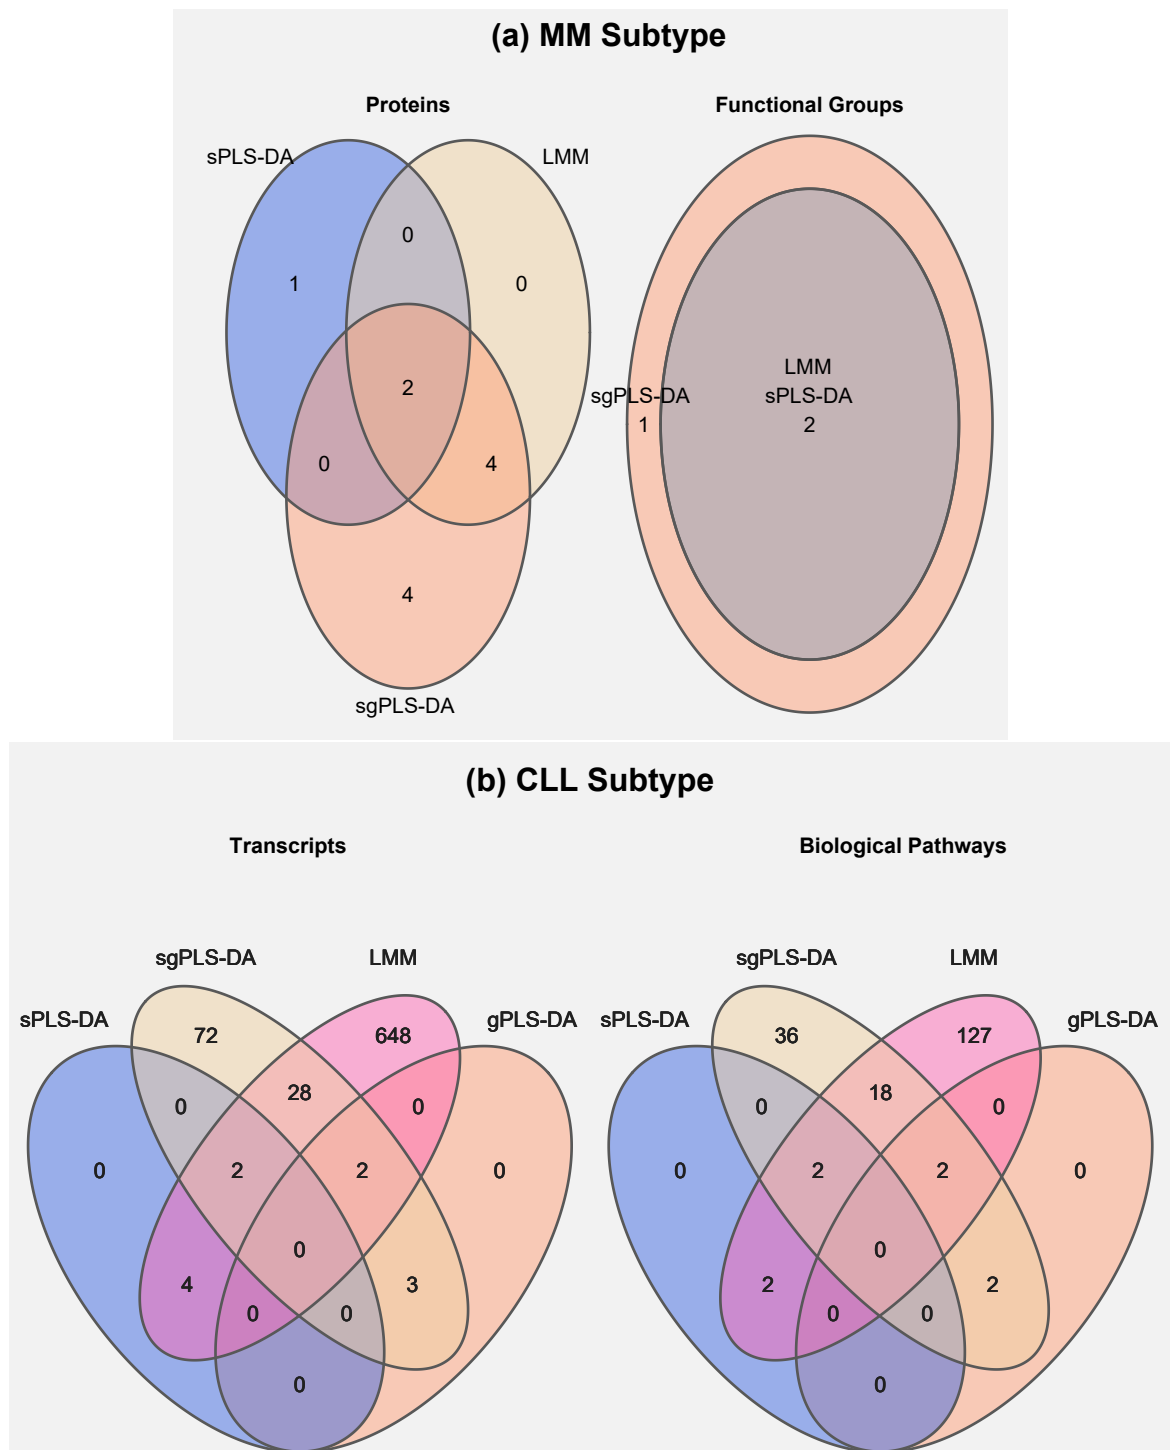 (a) MM Subtype
Proteins
Functional Groups
sPLS-DA
LMM
0
1
0
2
0
4
4
sgPLS-DA
LMM
sgPLS-DA
sPLS-DA
1
2
(b) CLL Subtype
Transcripts
Biological Pathways
sgPLS-DA
LMM
sPLS-DA
gPLS-DA
72
648
28
0
0
0
2
2
0
0
4
3
0
0
0
sgPLS-DA
LMM
sPLS-DA
gPLS-DA
36
127
18
0
0
0
2
2
0
0
2
2
0
0
0